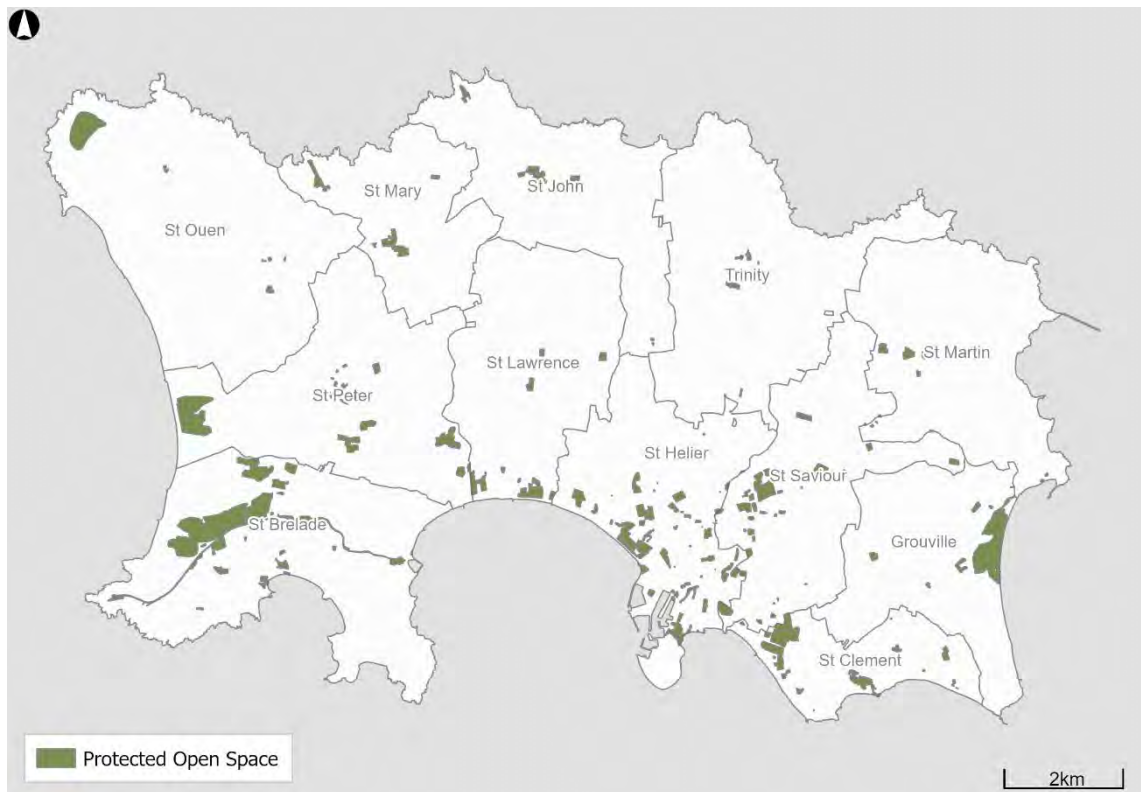 St Mary
St John
St Ouen
Trinity
St Martin
St Lawrence
St Peter
St Helier
St Saviour
St Brelade
Grouville
St Clement
Protected Open Space
2km